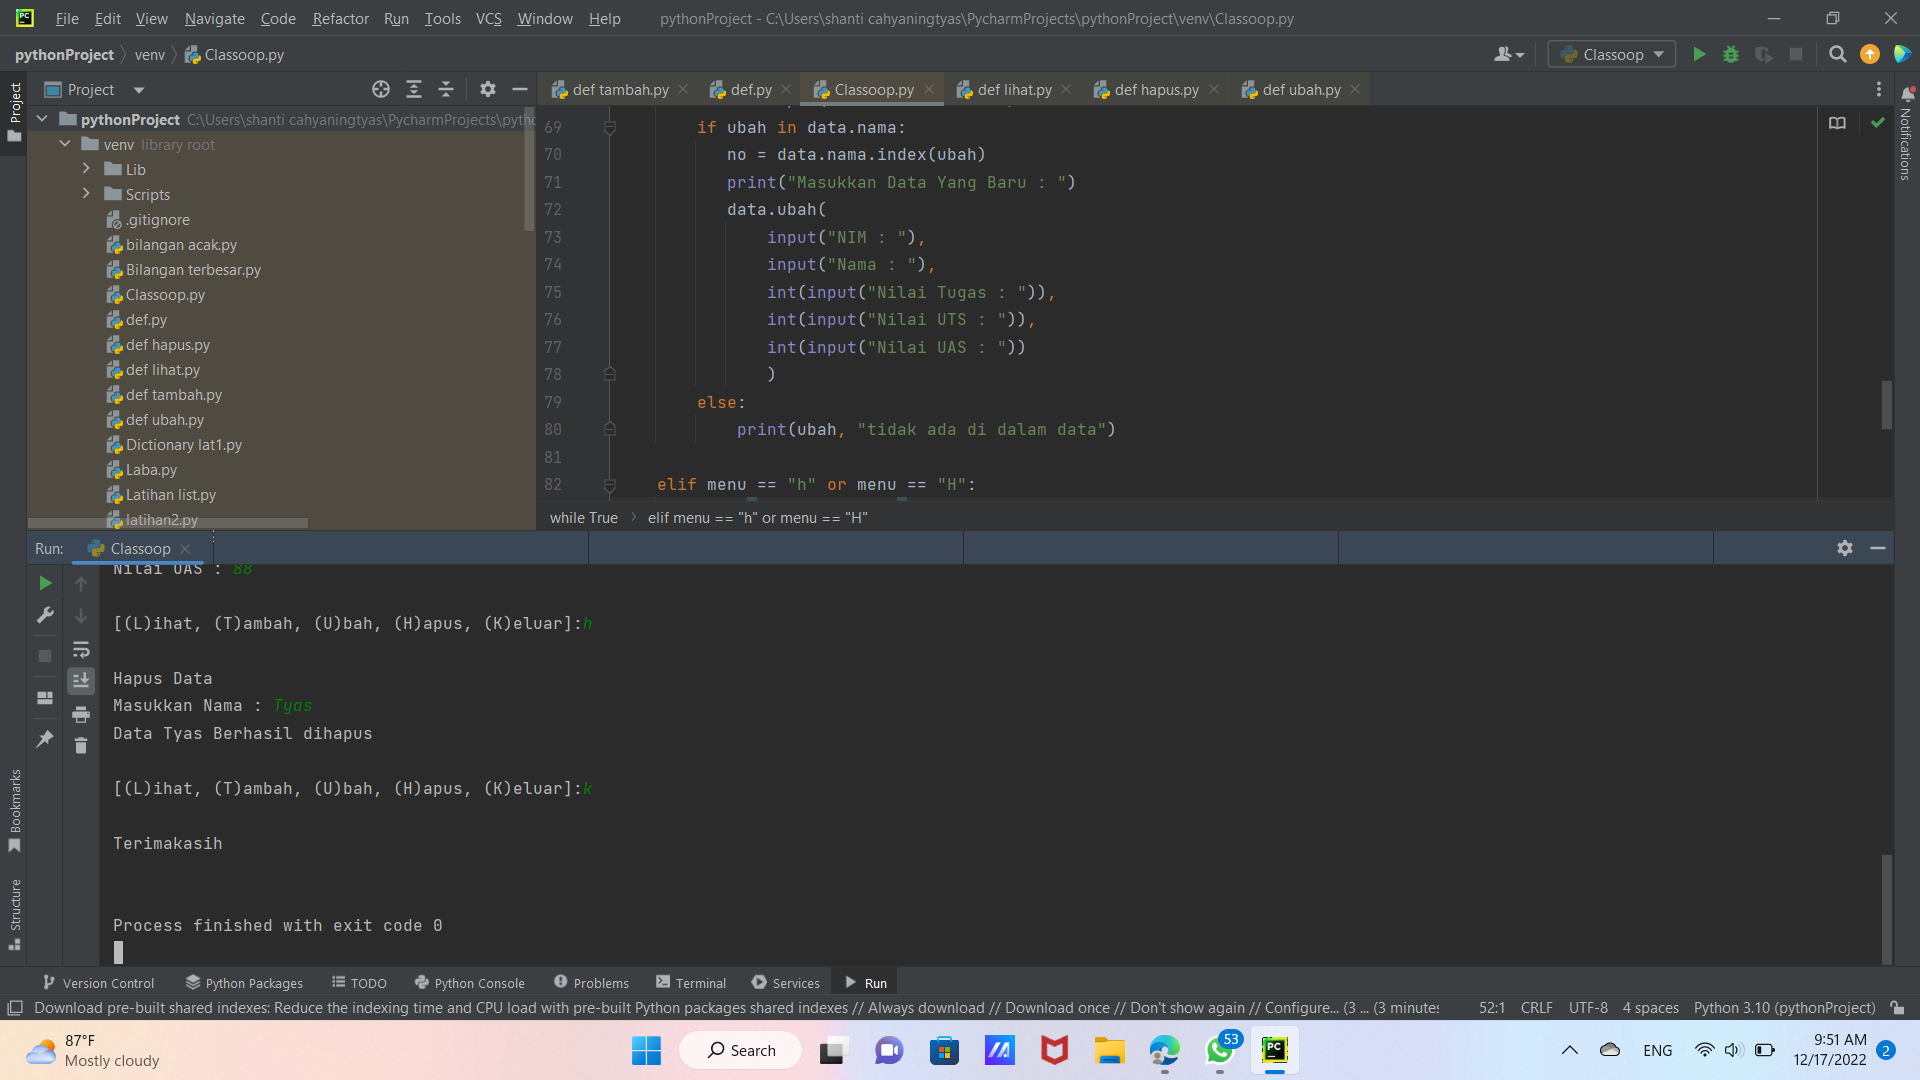 PC File Edit View Navigate Code Refactor Run Tools VCS Window Help pythonProject - C:\Users\shanti cahyaningtyas\PycharmProjects\pythonProject\venv\Classoop.py
pythonProject venv Classoop.py Classoop
Project
Project
def tambah.py def.py Classoop.py def lihat.py def hapus.py def ubah.py
Notifications
pythonProject C:\Users\shanti cahyaningtyas\PycharmProjects\pytho
venv library root
Lib
Scripts
.gitignore
bilangan acak.py
Bilangan terbesar.py
Classoop.py
def.py
def hapus.py
def lihat.py
def tambah.py
def ubah.py
Dictionary lat1.py
Laba.py
Latihan list.py
latihan2.py
69 if ubah in data.nama:
70 no = data.nama.index(ubah)
71 print("Masukkan Data Yang Baru : ")
72 data.ubah(
73 input("NIM : "),
74 input("Nama : "),
75 int(input("Nilai Tugas : ")),
76 int(input("Nilai UTS : ")),
77 int(input("Nilai UAS : "))
78 )
79 else:
80 print(ubah, "tidak ada di dalam data")
81
82 elif menu == "h" or menu == "H":
while True elif menu == "h" or menu == "H"
Run: Classoop
Nilai UAS : 88
[(L)ihat, (T)ambah, (U)bah, (H)apus, (K)eluar]:h
Hapus Data
Masukkan Nama : Tyas
Data Tyas Berhasil dihapus
[(L)ihat, (T)ambah, (U)bah, (H)apus, (K)eluar]:k
Terimakasih
Process finished with exit code 0
Bookmarks
Structure
Version Control Python Packages TODO Python Console Problems Terminal Services Run
Download pre-built shared indexes: Reduce the indexing time and CPU load with pre-built Python packages shared indexes // Always download // Download once // Don't show again // Configure... (3 ... (3 minutes 52:1 CRLF UTF-8 4 spaces Python 3.10 (pythonProject)
87°F
Mostly cloudy
Search
53
PC
ENG
9:51 AM
12/17/2022
2